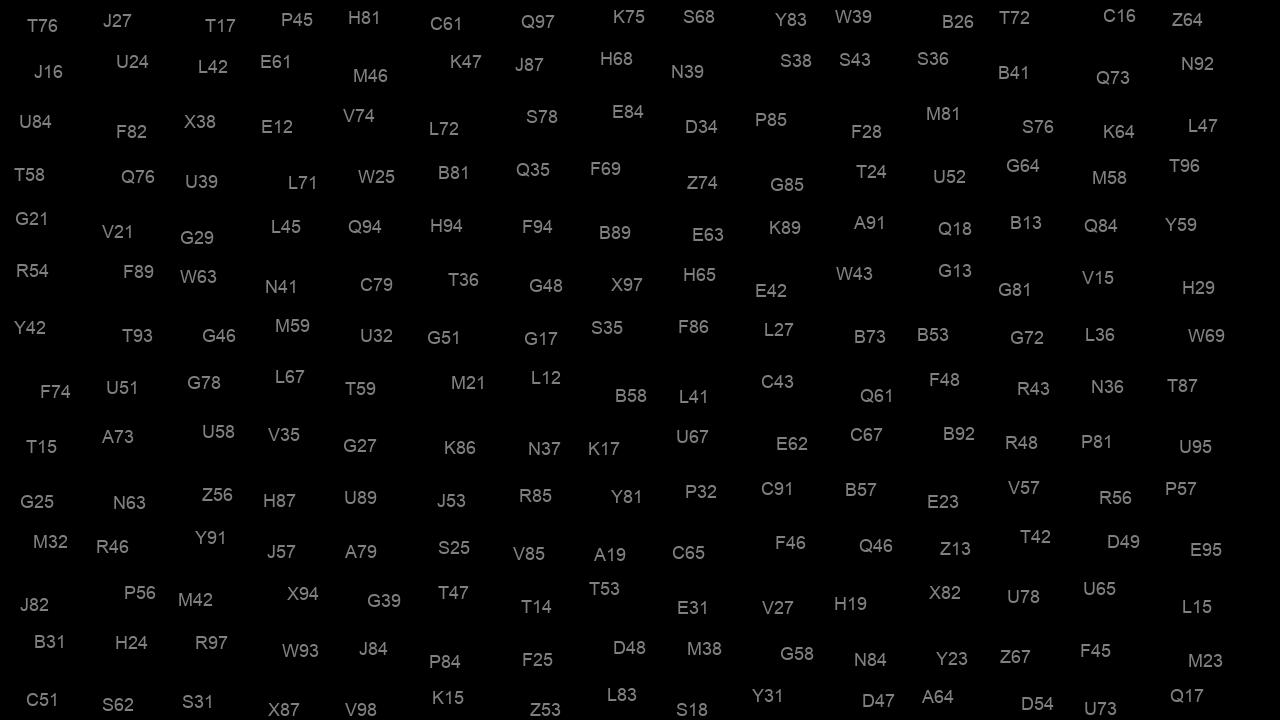 T76 J27 T17 P45 H81 C61 Q97 K75 S68 Y83 W39 B26 T72 C16 Z64
J16 U24 L42 E61 M46 K47 J87 H68 N39 S38 S43 S36 B41 Q73 N92
U84 F82 X38 E12 V74 L72 S78 E84 D34 P85 F28 M81 S76 K64 L47
T58 Q76 U39 L71 W25 B81 Q35 F69 Z74 G85 T24 U52 G64 M58 T96
G21 V21 G29 L45 Q94 H94 F94 B89 E63 K89 A91 Q18 B13 Q84 Y59
R54 F89 W63 N41 C79 T36 G48 X97 H65 E42 W43 G13 G81 V15 H29
Y42 T93 G46 M59 U32 G51 G17 S35 F86 L27 B73 B53 G72 L36 W69
F74 U51 G78 L67 T59 M21 L12 B58 L41 C43 Q61 F48 R43 N36 T87
T15 A73 U58 V35 G27 K86 N37 K17 U67 E62 C67 B92 R48 P81 U95
G25 N63 Z56 H87 U89 J53 R85 Y81 P32 C91 B57 E23 V57 R56 P57
M32 R46 Y91 J57 A79 S25 V85 A19 C65 F46 Q46 Z13 T42 D49 E95
J82 P56 M42 X94 G39 T47 T14 T53 E31 V27 H19 X82 U78 U65 L15
B31 H24 R97 W93 J84 P84 F25 D48 M38 G58 N84 Y23 Z67 F45 M23
C51 S62 S31 X87 V98 K15 Z53 L83 S18 Y31 D47 A64 D54 U73 Q17